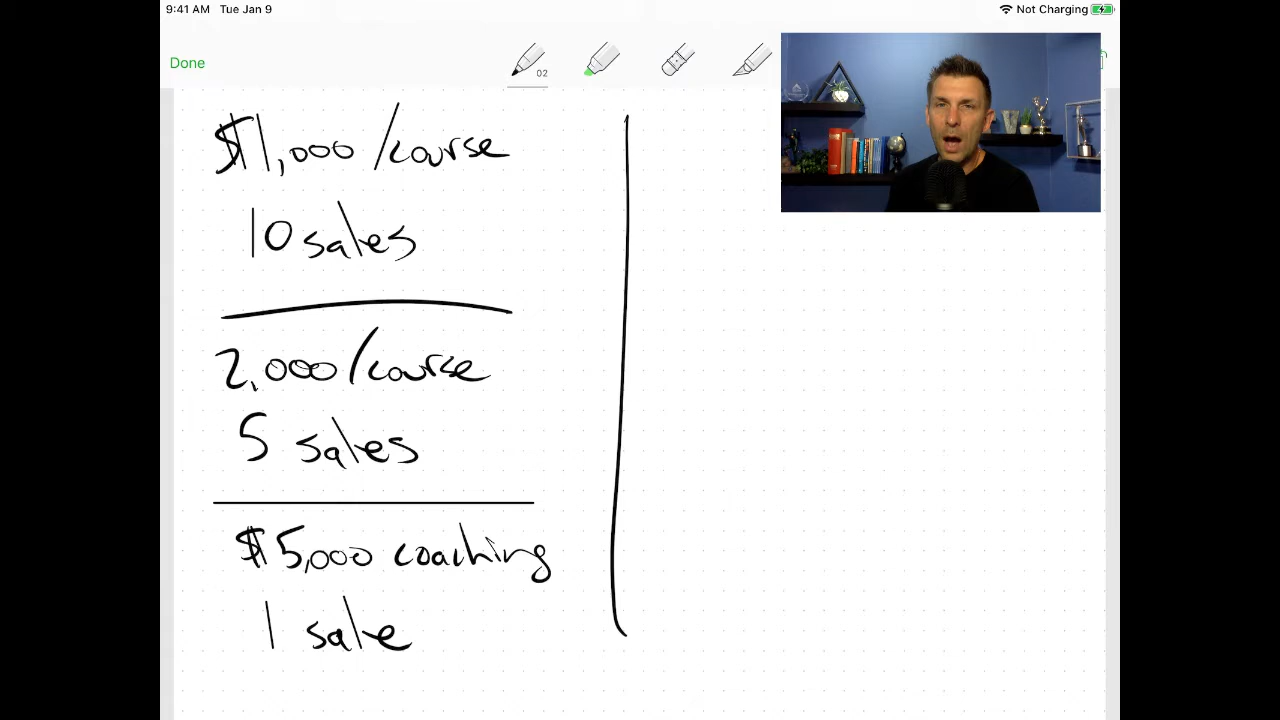 9:41 AM Tue Jan 9
Not Charging
Done
02
$1,000 /course
10 sales
2,000/course
5 sales
$5,000 coaching
1 sale